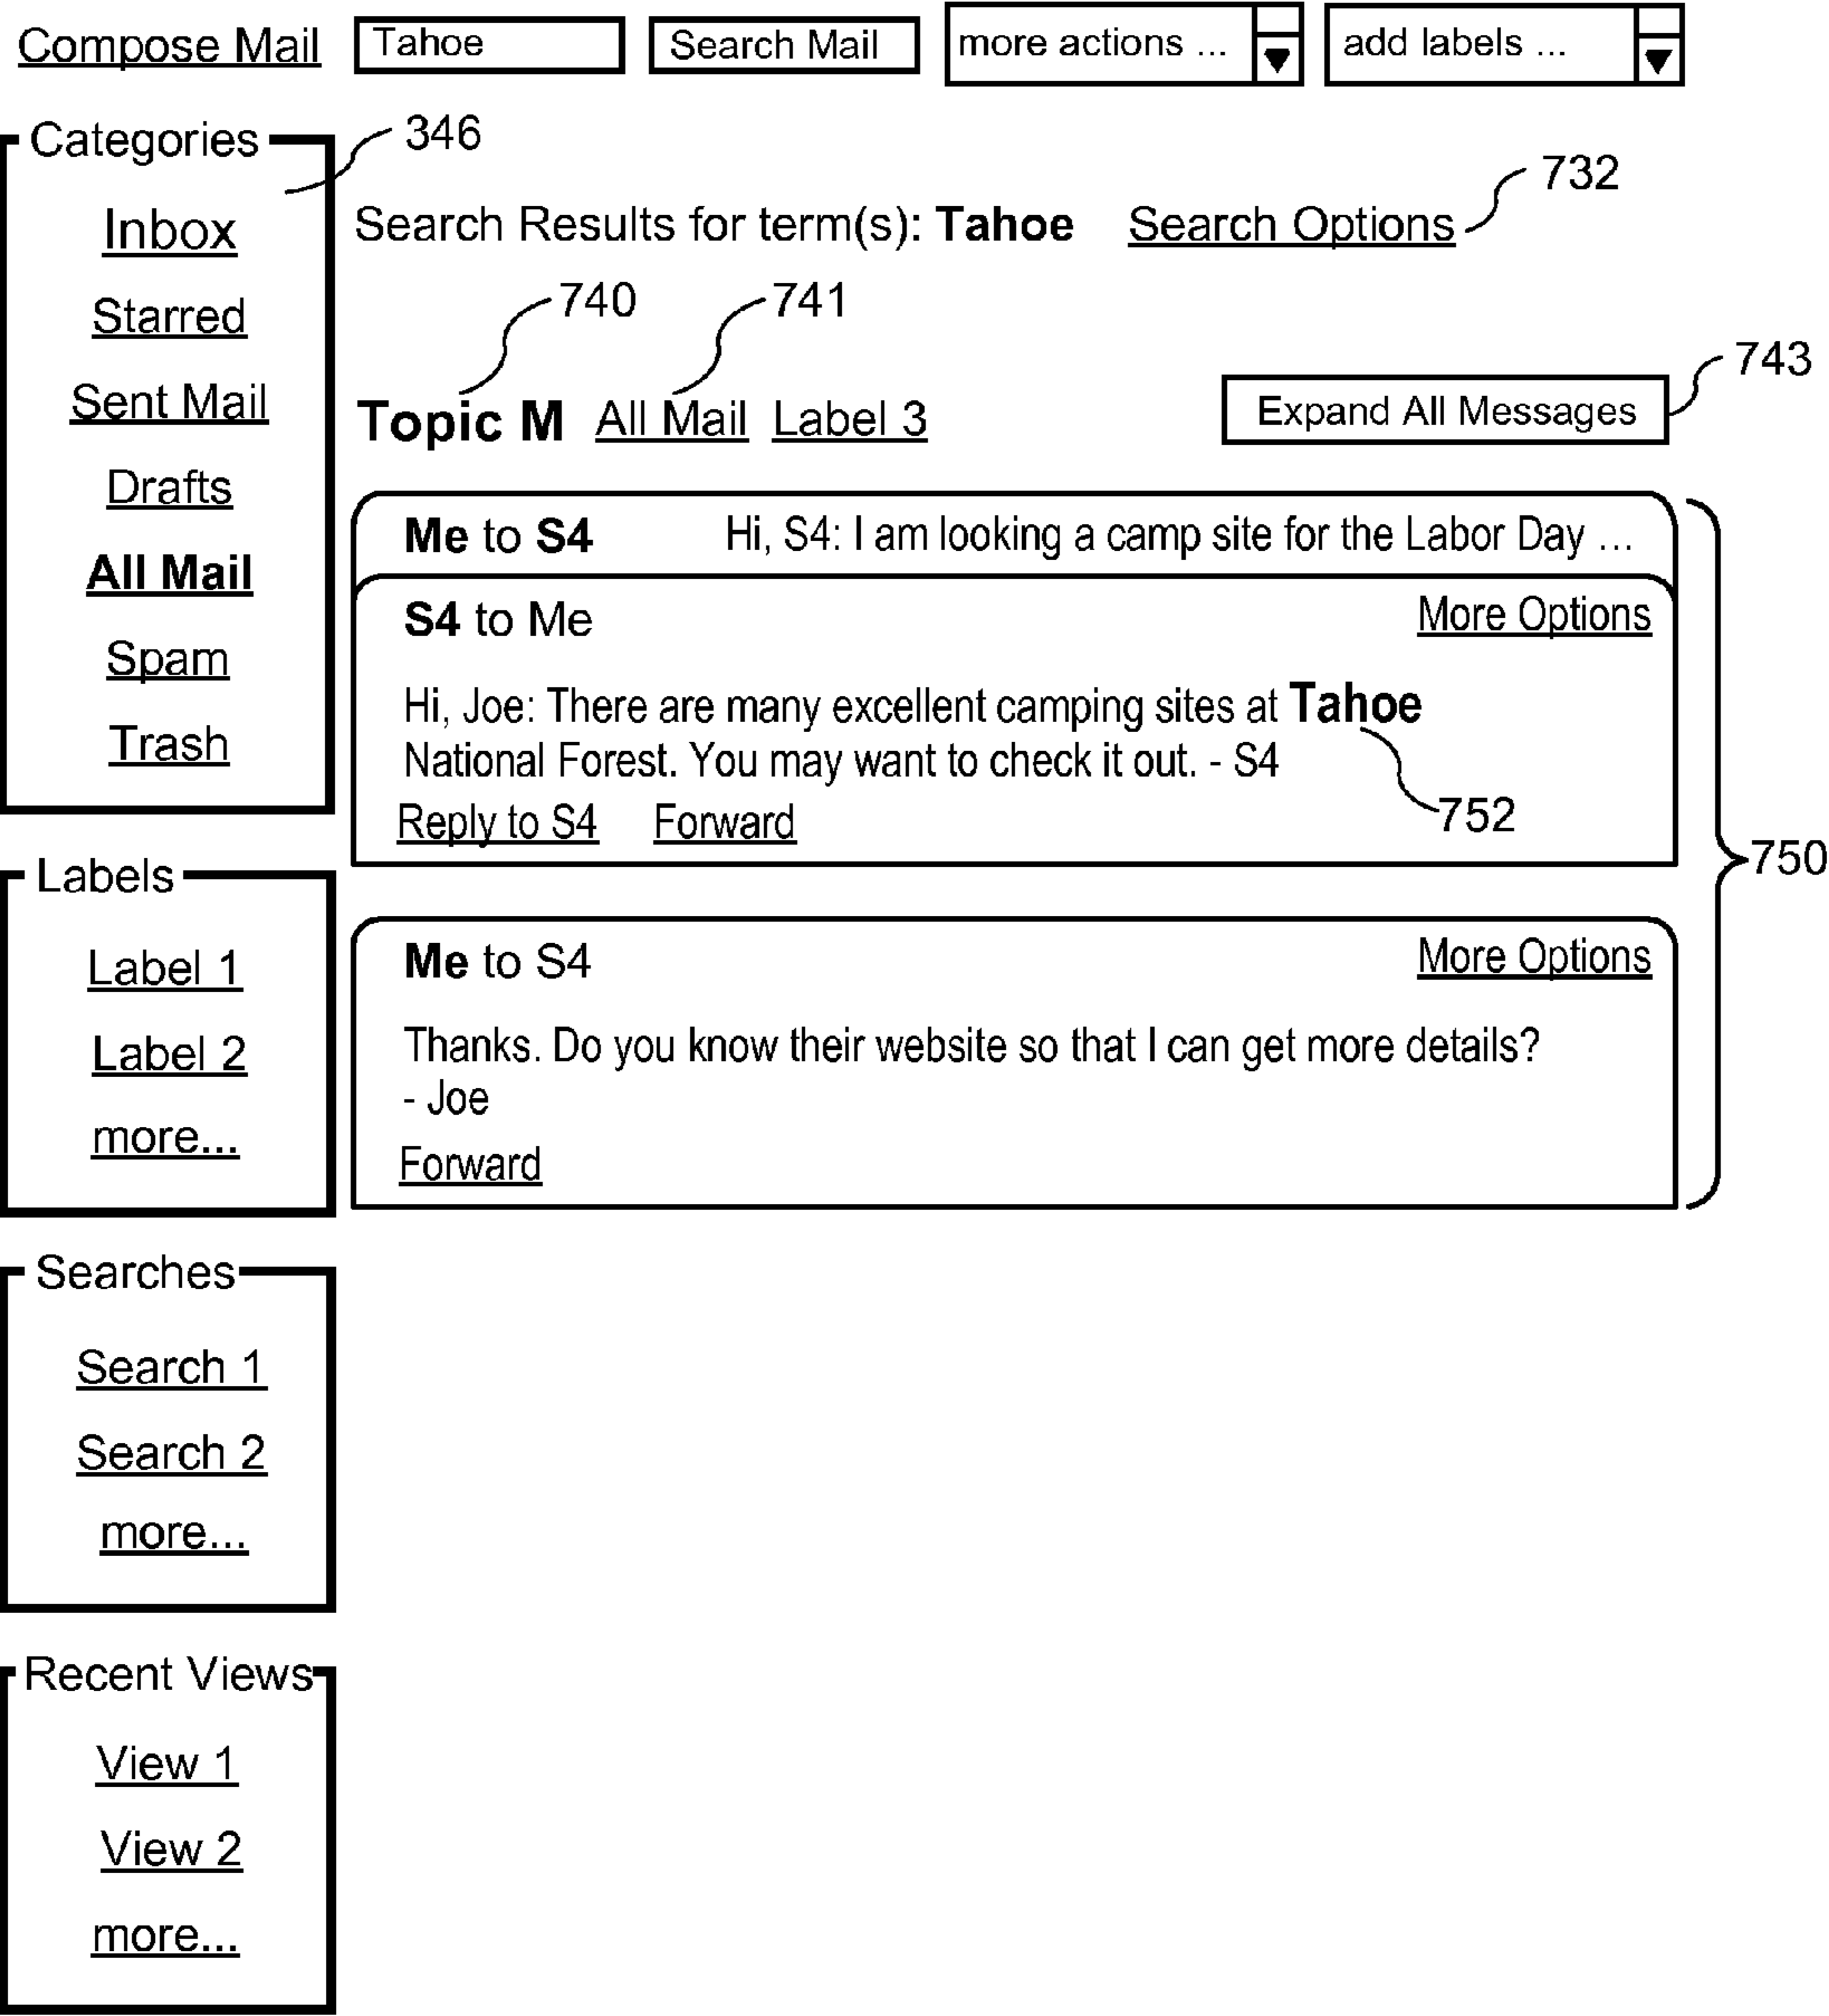 Compose Mail Tahoe Search Mail more actions ... add labels ...
Categories
346
Inbox
Starred
Sent Mail
Drafts
All Mail
Spam
Trash
Labels
Label 1
Label 2
more...
Searches
Search 1
Search 2
more...
Recent Views
View 1
View 2
more...
732
Search Results for term(s): Tahoe Search Options
740 741
743
Topic M All Mail Label 3 Expand All Messages
Me to S4 Hi, S4: I am looking a camp site for the Labor Day ...
S4 to Me More Options
Hi, Joe: There are many excellent camping sites at Tahoe
National Forest. You may want to check it out. - S4
Reply to S4 Forward
752
750
Me to S4 More Options
Thanks. Do you know their website so that I can get more details?
- Joe
Forward